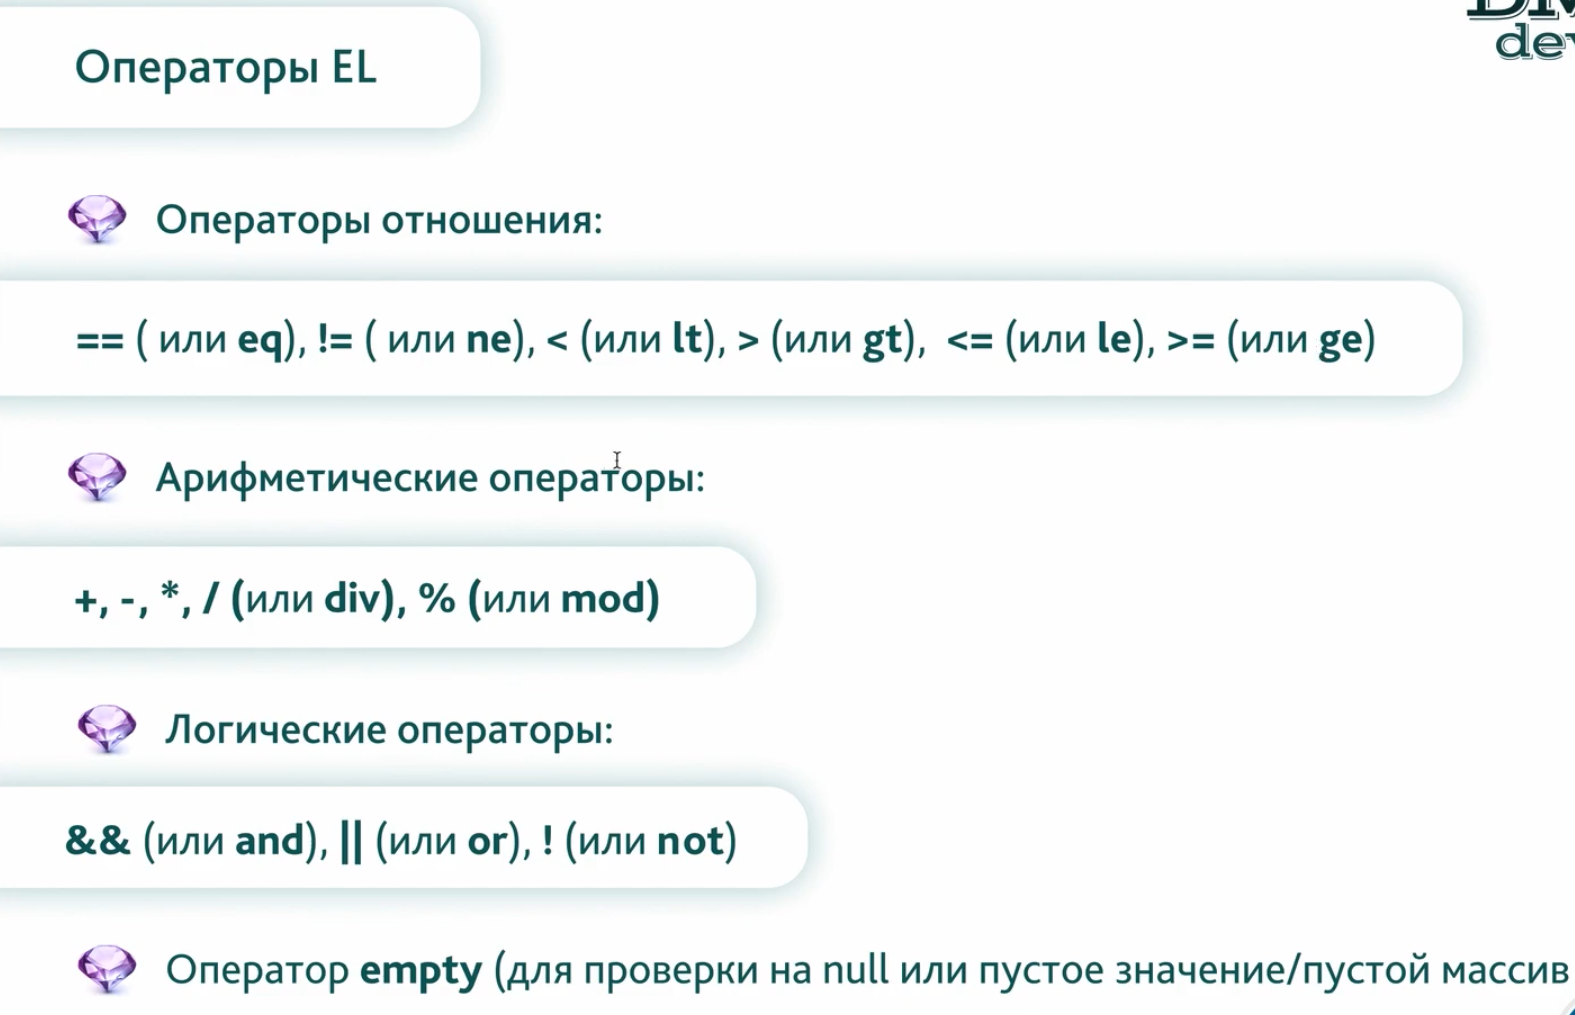 Операторы EL
Операторы отношения:
== ( или eq), != ( или ne), < (или lt), > (или gt), <= (или le), >= (или ge)
Арифметические операторы:
+, -, *, / (или div), % (или mod)
Логические операторы:
&& (или and), || (или or), ! (или not)
Оператор empty (для проверки на null или пустое значение/пустой массив